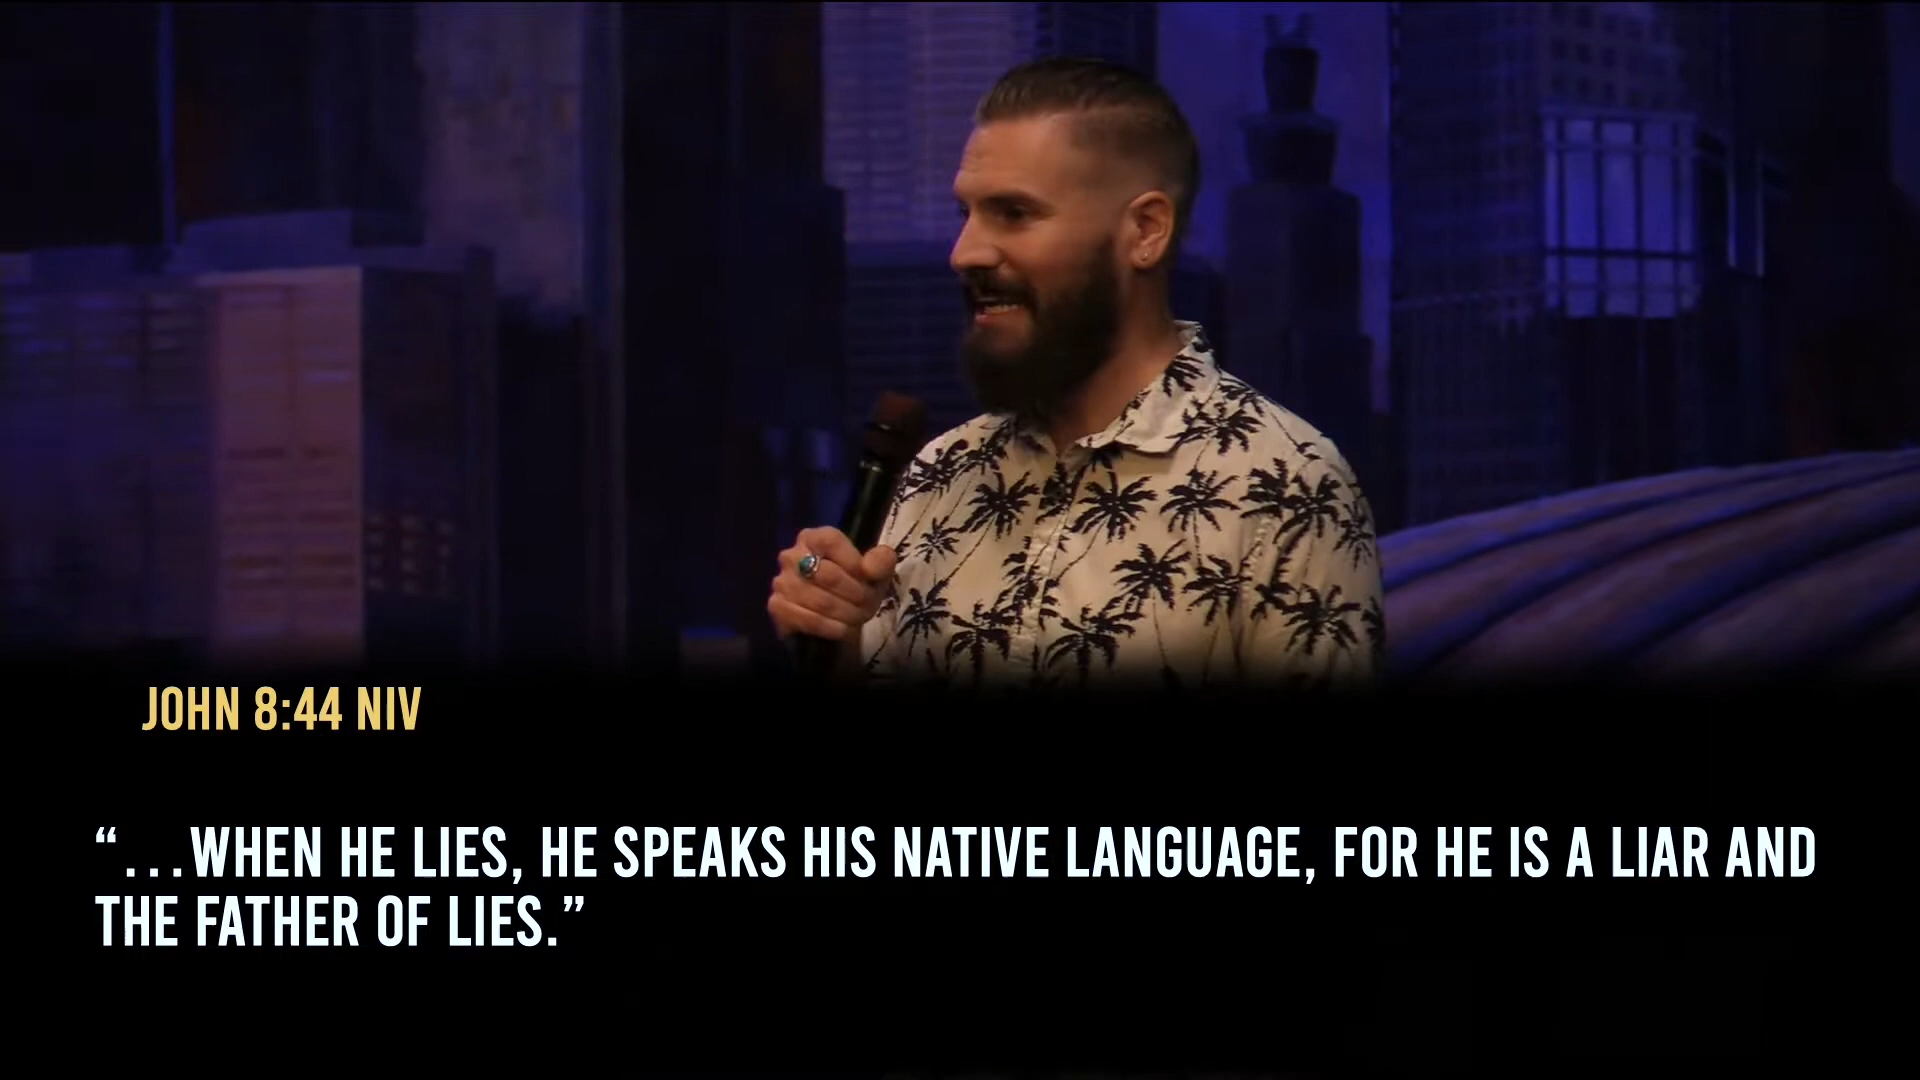 JOHN 8:44 NIV
“...WHEN HE LIES, HE SPEAKS HIS NATIVE LANGUAGE, FOR HE IS A LIAR AND
THE FATHER OF LIES.”